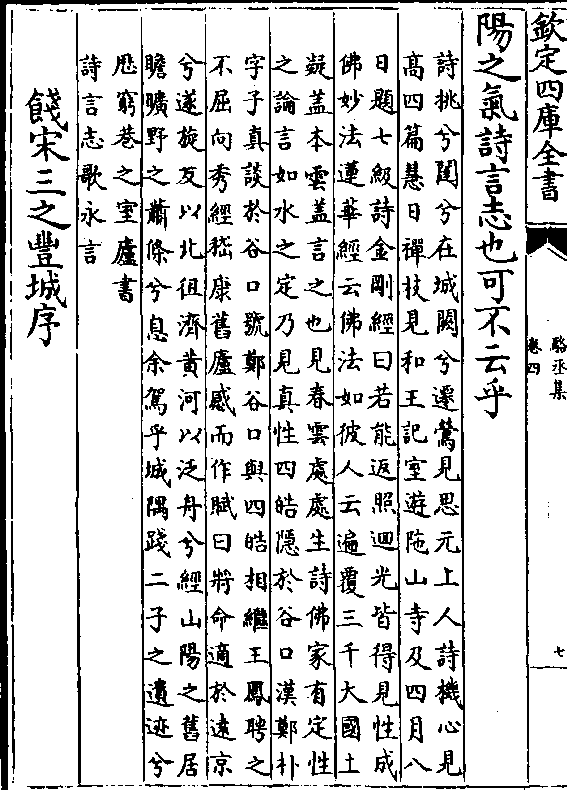 欽定四庫全書
駱丞集
卷四
七
陽之氣詩言志也可不云乎
詩挑兮闥兮在城闕兮遷鶯見思元上人詩機心見
高四篇慧日禪枝見和王記室遊陁山寺及四月八
日題七級詩金剛經曰若能返照迴光皆得見性成
佛妙法蓮華經云佛法如彼人云遍覆三千大國土
凝蓋本雲蓋言之也見春雲處處生詩佛家有定性
之論言如水之定乃見真性四皓隱於谷口漢鄭朴
字子真談於谷口號鄭谷口與四皓相繼王鳳聘之
不屈向秀經嵇康舊廬感而作賦曰將命適於遠京
兮遂旋反以北徂濟黄河以泛舟兮經山陽之舊居
瞻曠野之蕭條兮息余駕乎城隅踐二子之遺迹兮
歴窮巷之室廬書
詩言志歌永言
餞宋三之豐城序